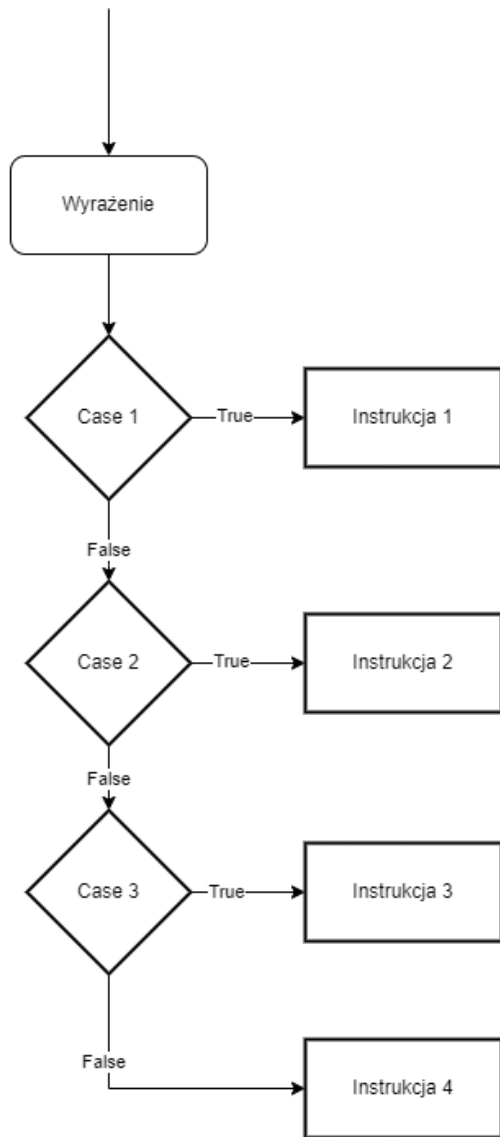 Wyrażenie
Case 1
True
Instrukcja 1
False
Case 2
True
Instrukcja 2
False
Case 3
True
Instrukcja 3
False
Instrukcja 4